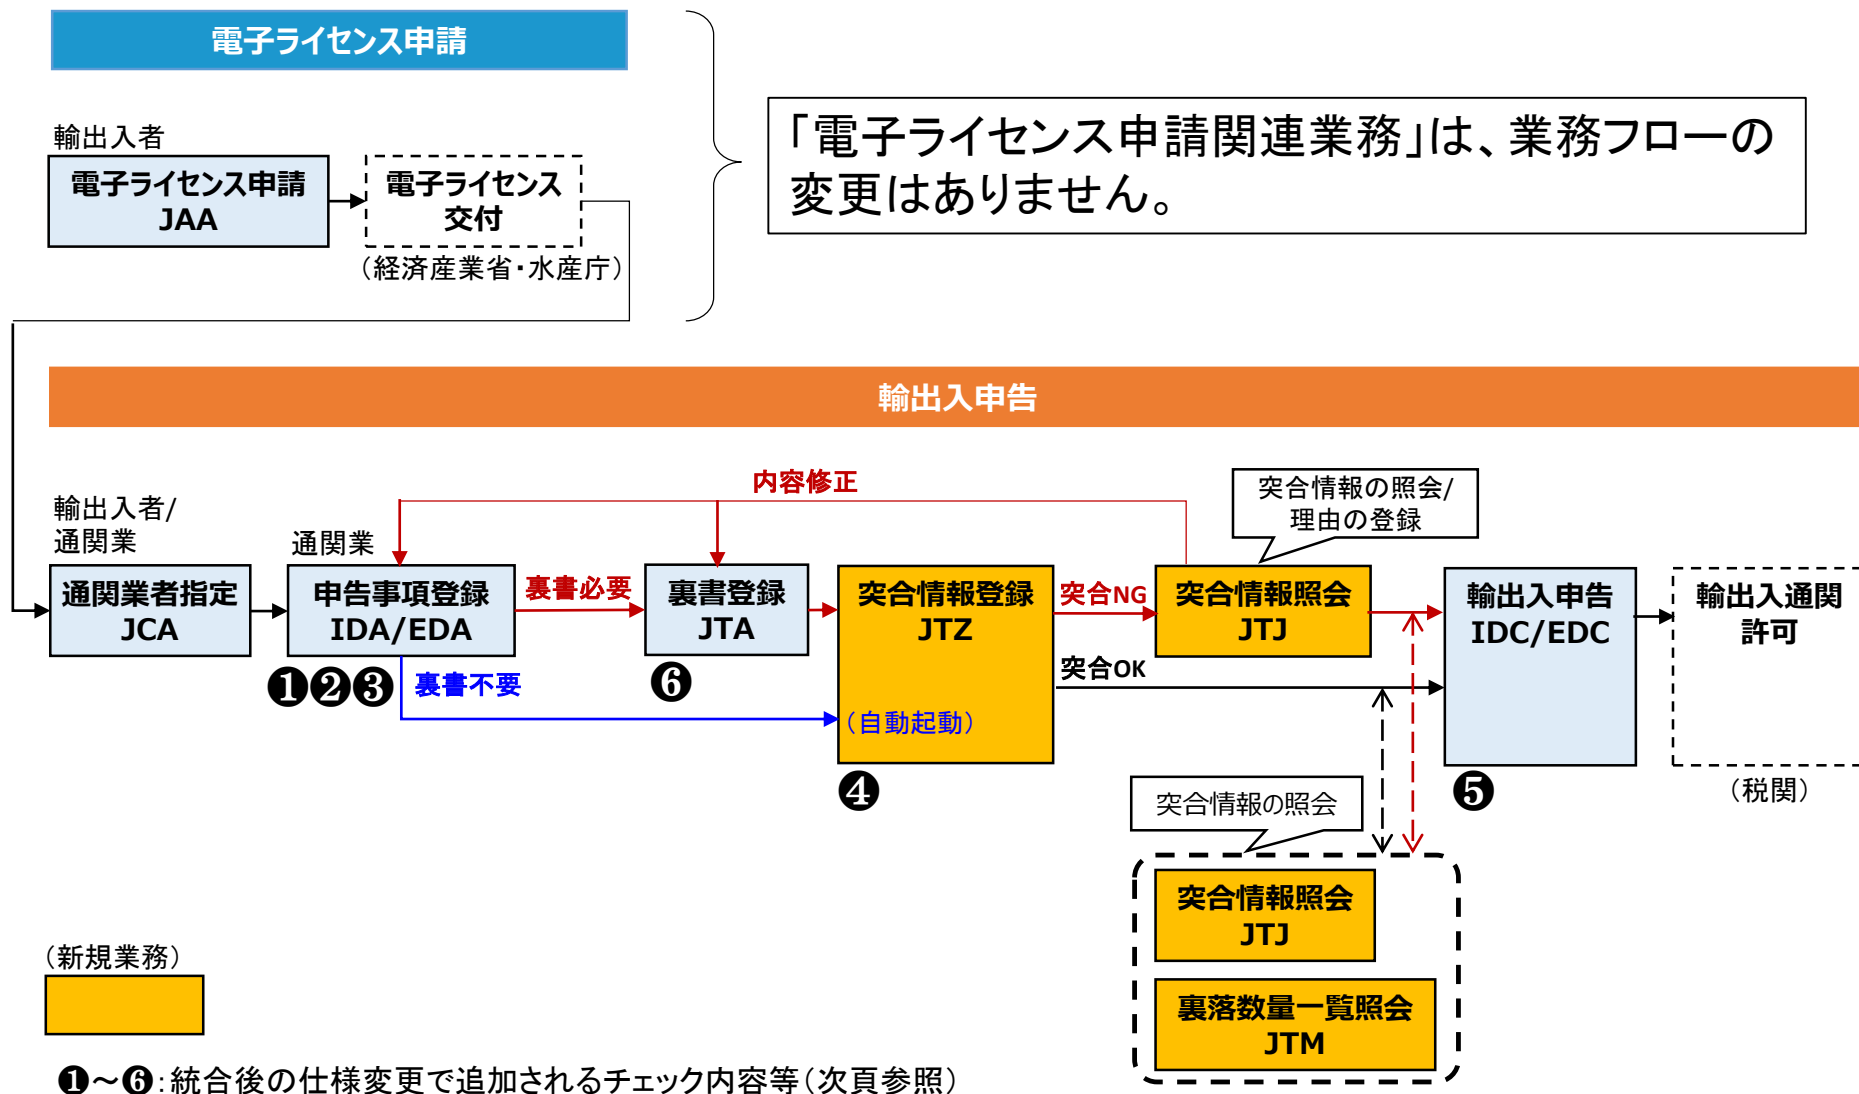 電子ライセンス申請
輸出入者
電子ライセンス申請
JAA
電子ライセンス
交付
（経済産業省・水産庁）
「電子ライセンス申請関連業務」は、業務フローの
変更はありません。
輸出入申告
輸出入者/
通関業
通関業者指定
JCA
通関業
申告事項登録
IDA/EDA
❶❷❸
裏書必要
裏書不要
内容修正
裏書登録
JTA
❻
突合情報登録
JTZ
（自動起動）
❹
突合NG
突合OK
突合情報の照会/
理由の登録
突合情報照会
JTJ
輸出入申告
IDC/EDC
❺
輸出入通関
許可
（税関）
突合情報の照会
突合情報照会
JTJ
裏落数量一覧照会
JTM
（新規業務）
❶～❻：統合後の仕様変更で追加されるチェック内容等（次頁参照）